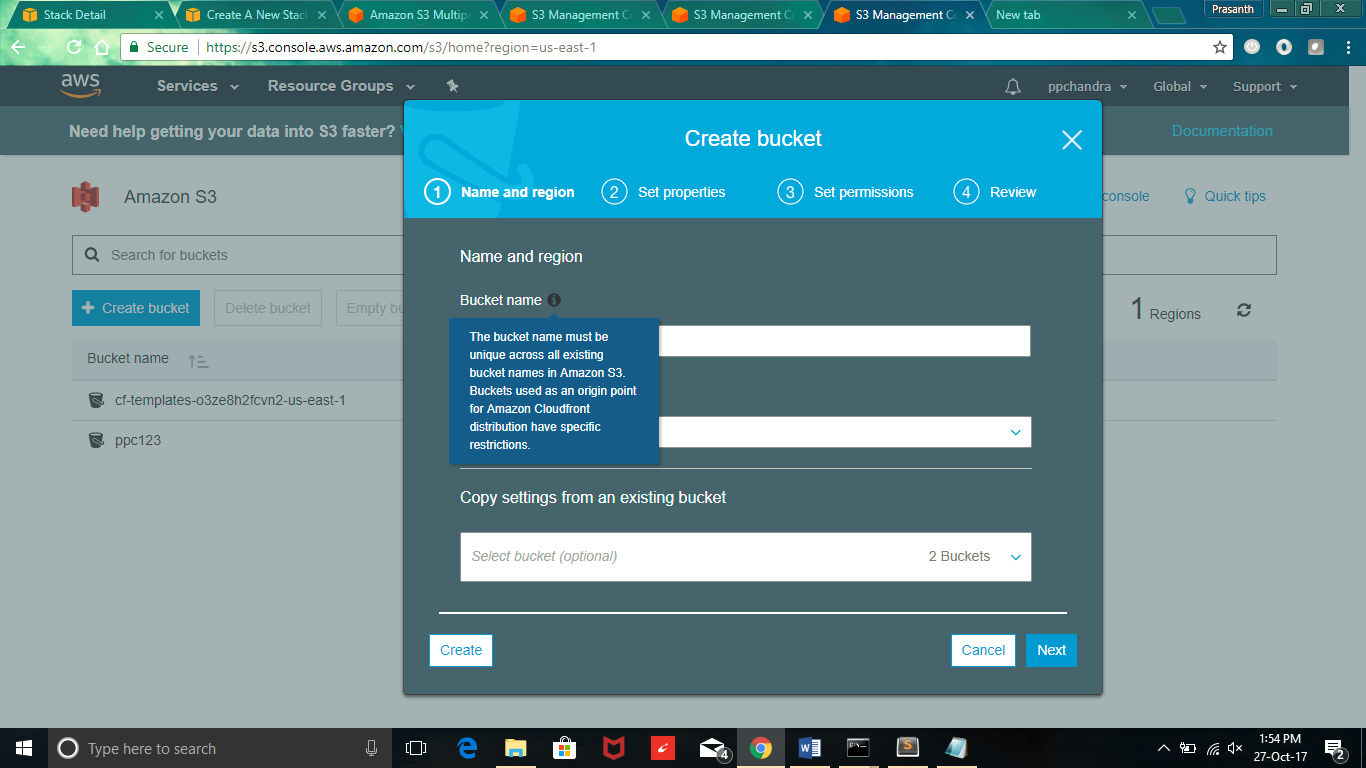 Stack Detail
Create A New Stac
Amazon S3 Multipa
S3 Management C
S3 Management Co
S3 Management Co
New tab
Prasanth
Secure
https://s3.console.aws.amazon.com/s3/home?region=us-east-1
aws
Services
Resource Groups
ppchandra
Global
Support
Need help getting your data into S3 faster?
Documentation
Create bucket
1 Name and region
2 Set properties
3 Set permissions
4 Review
Amazon S3
console
Quick tips
Search for buckets
Name and region
Create bucket
Delete bucket
Empty bu
Bucket name
1 Regions
The bucket name must be
unique across all existing
bucket names in Amazon S3.
Buckets used as an origin point
for Amazon Cloudfront
distribution have specific
restrictions.
Bucket name
cf-templates-o3ze8h2fcvn2-us-east-1
ppc123
Copy settings from an existing bucket
Select bucket (optional)
2 Buckets
Create
Cancel
Next
Type here to search
4
1:54 PM
27-Oct-17
2